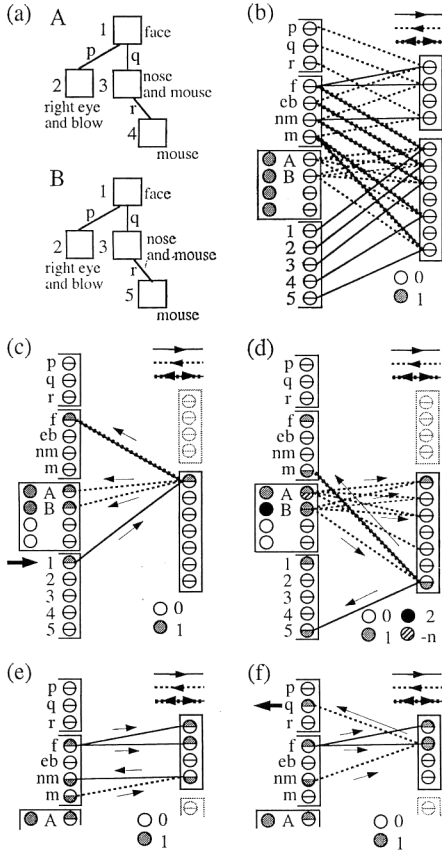 (a)
A
1 face
p q
2 3 nose and mouse
right eye and blow
r
4
mouse
B
1 face
p q
2 3 nose and mouse
right eye and blow
r
5
mouse
(b)
p
q
r
f
eb
nm
m
A
B
1
2
3
4
5
0
1
(c)
p
q
r
f
eb
nm
m
A
B
1
2
3
4
5
0
1
(d)
p
q
r
f
eb
nm
m
A
B
1
2
3
4
5
0 2
1 -n
(e)
p
q
r
f
eb
nm
m
A
0
1
(f)
p
q
r
f
eb
nm
m
A
0
1